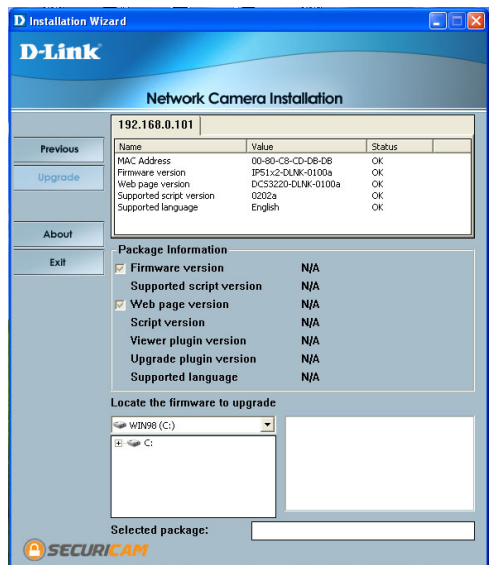 D Installation Wizard
D-Link
Network Camera Installation
192.168.0.101
Previous
Upgrade
About
Exit
Name Value Status
MAC Address 00-80-C8-CD-DB-DB OK
Firmware version IP51x2-DLNK-0100a OK
Web page version DCS3220-DLNK-0100a OK
Supported script version 0202a OK
Supported language English OK
Package Information
Firmware version N/A
Supported script version N/A
Web page version N/A
Script version N/A
Viewer plugin version N/A
Upgrade plugin version N/A
Supported language N/A
Locate the firmware to upgrade
WIN98 (C:)
C:
Selected package:
SECURICAM